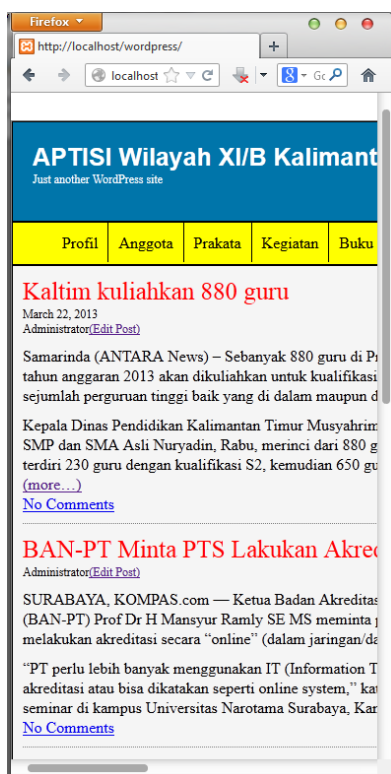 Firefox
http://localhost/wordpress/
+
localhost
8 - Gc
APTISI Wilayah XI/B Kalimant
Just another WordPress site
Profil Anggota Prakata Kegiatan Buku
Kaltim kuliahkan 880 guru
March 22, 2013
Administrator(Edit Post)
Samarinda (ANTARA News) – Sebanyak 880 guru di Pr
tahun anggaran 2013 akan dikuliahkan untuk kualifikasi
sejumlah perguruan tinggi baik yang di dalam maupun d
Kepala Dinas Pendidikan Kalimantan Timur Musyahrim
SMP dan SMA Asli Nuryadin, Rabu, merinci dari 880 g
terdiri 230 guru dengan kualifikasi S2, kemudian 650 gu
(more…)
No Comments
BAN-PT Minta PTS Lakukan Akred
Administrator(Edit Post)
SURABAYA, KOMPAS.com — Ketua Badan Akreditas
(BAN-PT) Prof Dr H Mansyur Ramly SE MS meminta p
melakukan akreditasi secara “online” (dalam jaringan/da
“PT perlu lebih banyak menggunakan IT (Information T
akreditasi atau bisa dikatakan seperti online system,” kat
seminar di kampus Universitas Narotama Surabaya, Kar
No Comments